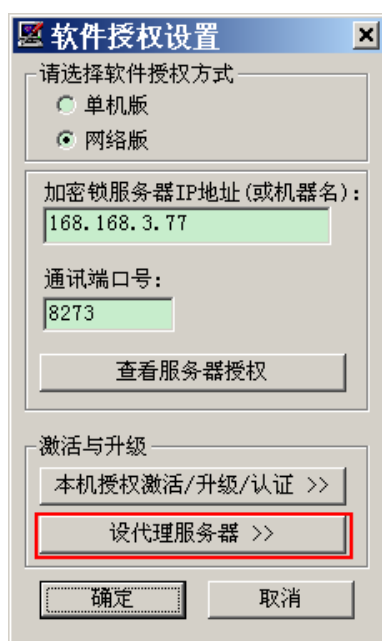 软件授权设置
请选择软件授权方式
单机版
网络版
加密锁服务器IP地址(或机器名):
168.168.3.77
通讯端口号:
8273
查看服务器授权
激活与升级
本机授权激活/升级/认证 >>
设代理服务器 >>
确定
取消